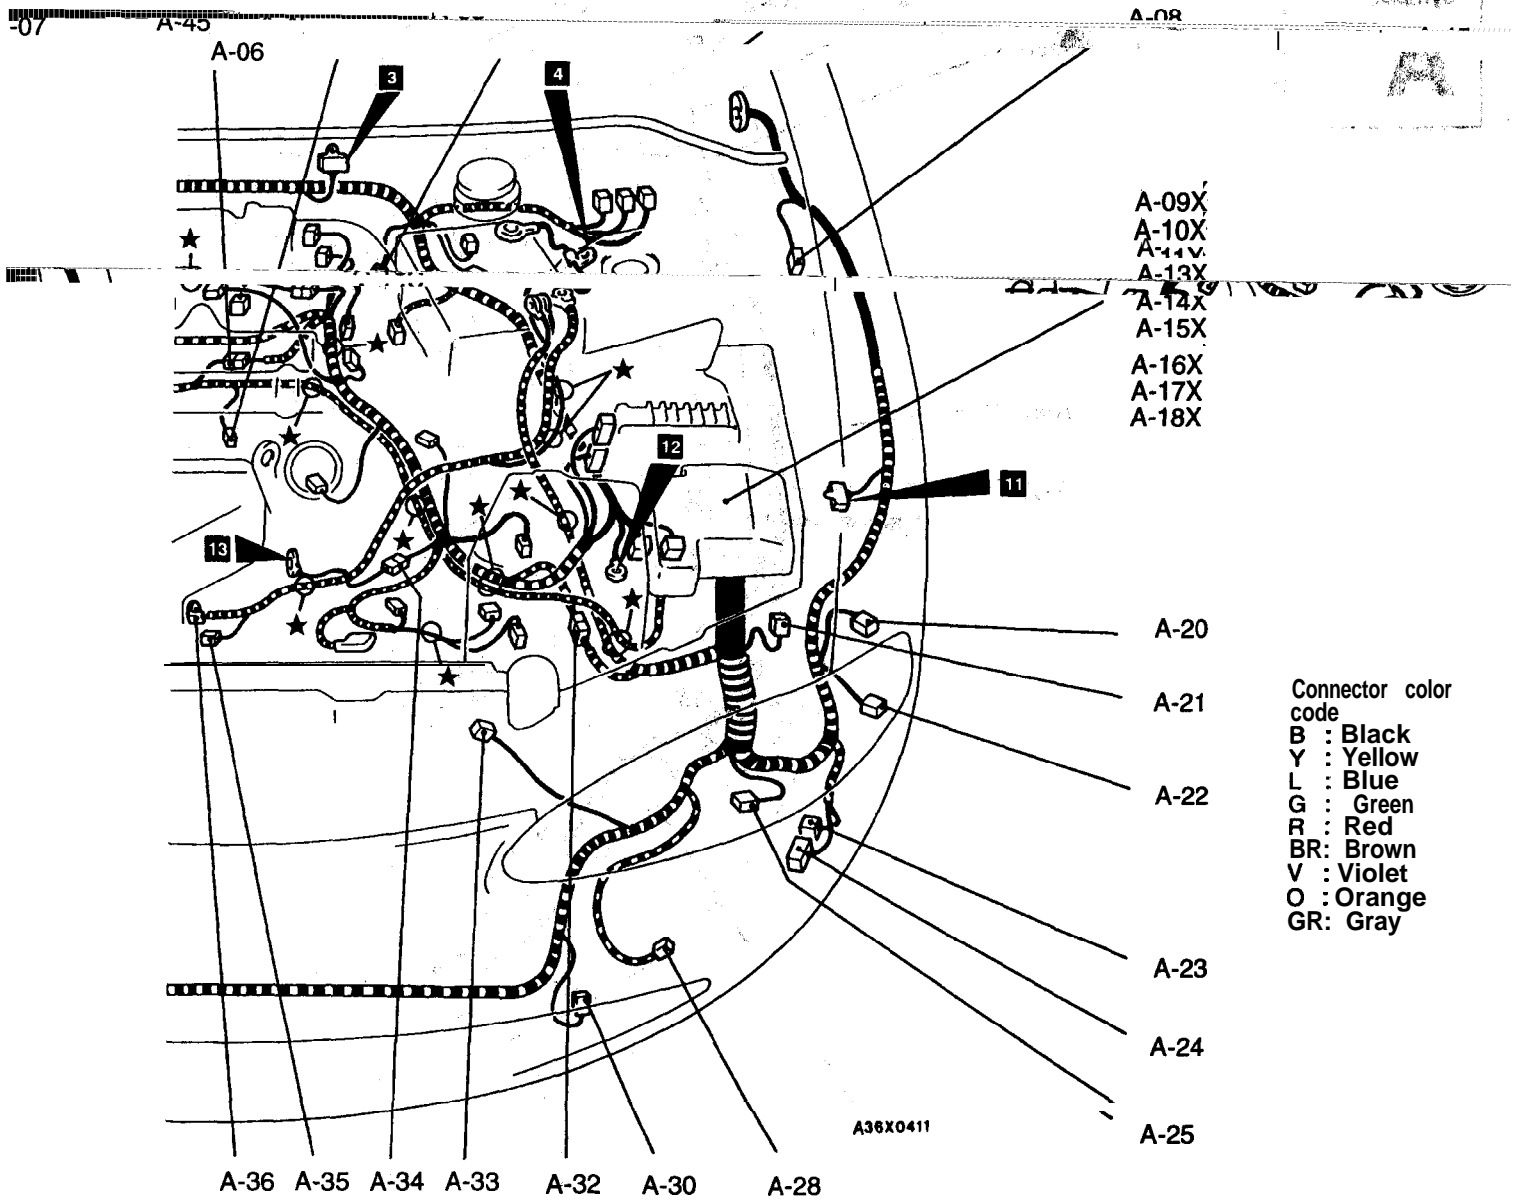 -07
A-45
A-08
A-06
3
4
A
A-09X
A-10X
A-13X
A-14X
A-15X
A-16X
A-17X
A-18X
12
11
13
A-20
A-21
A-22
Connector color
code
B : Black
Y : Yellow
L : Blue
G : Green
R : Red
BR: Brown
V : Violet
O : Orange
GR: Gray
A-23
A-24
A-25
A36X0411
A-36 A-35 A-34 A-33 A-32 A-30 A-28